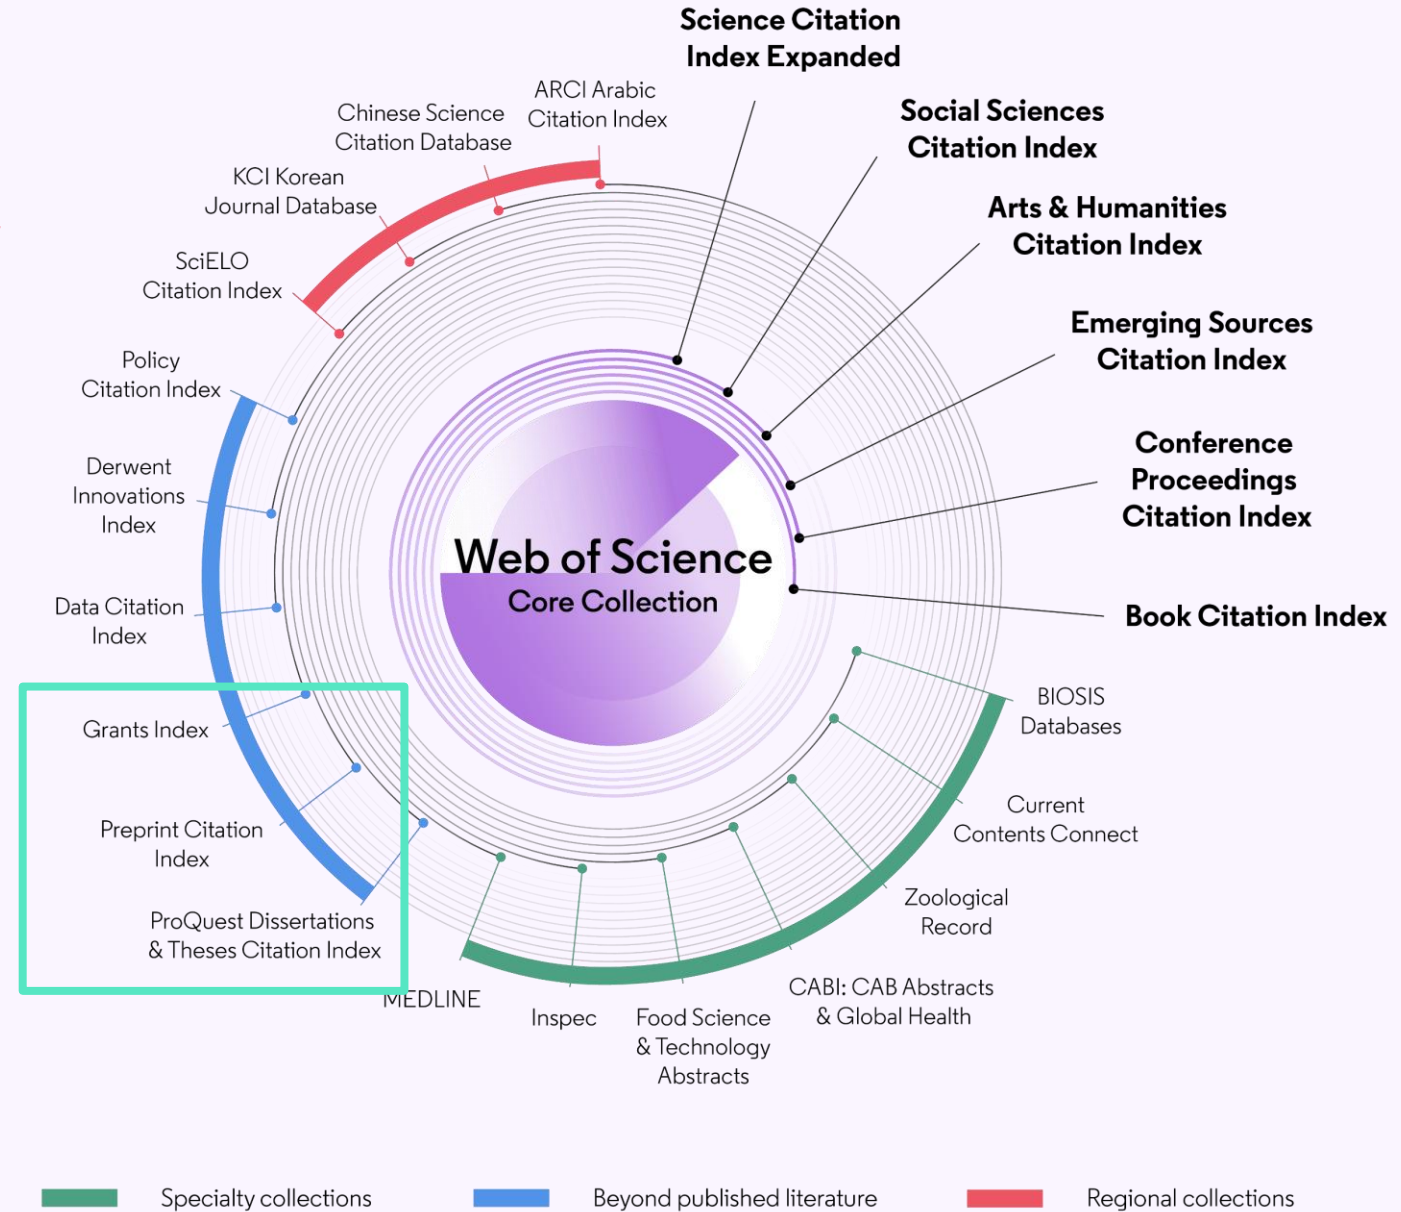 Science Citation
Index Expanded
ARCI Arabic
Citation Index
Chinese Science
Citation Database
KCI Korean
Journal Database
SciELO
Citation Index
Policy
Citation Index
Derwent
Innovations
Index
Data Citation
Index
Grants Index
Preprint Citation
Index
ProQuest Dissertations
& Theses Citation Index
MEDLINE
Inspec
Food Science
& Technology
Abstracts
CABI: CAB Abstracts
& Global Health
Zoological
Record
Current
Contents Connect
BIOSIS
Databases
Social Sciences
Citation Index
Arts & Humanities
Citation Index
Emerging Sources
Citation Index
Conference
Proceedings
Citation Index
Book Citation Index
Web of Science
Core Collection
Specialty collections
Beyond published literature
Regional collections